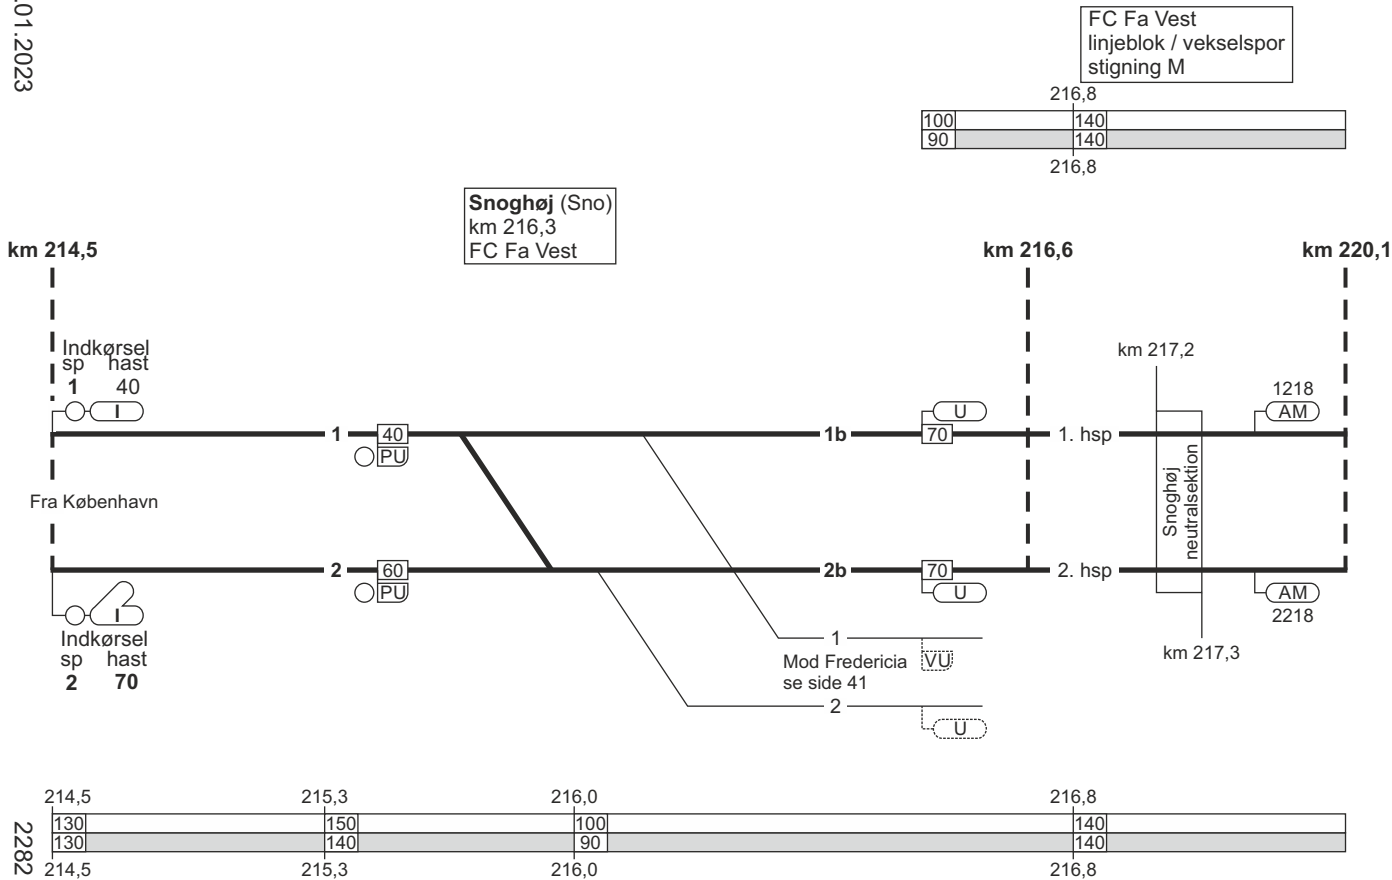 .01.2023
FC Fa Vest
linjeblok / vekselspor
stigning M
216,8
100 140
90 140
216,8
Snoghøj (Sno)
km 216,3
FC Fa Vest
km 214,5
km 216,6
km 220,1
Indkørsel
sp hast
1 40
I
km 217,2
1218
U
AM
1 40 1b 70 1. hsp
PU
Fra København
Snoghøj
neutralsektion
2 60 2b 70 2. hsp
PU
U
AM
I
2218
Indkørsel
sp hast
2 70
1
Mod Fredericia
se side 41
VU
km 217,3
2
U
214,5 215,3 216,0 216,8
130 150 100 140
130 140 90 140
214,5 215,3 216,0 216,8
2282